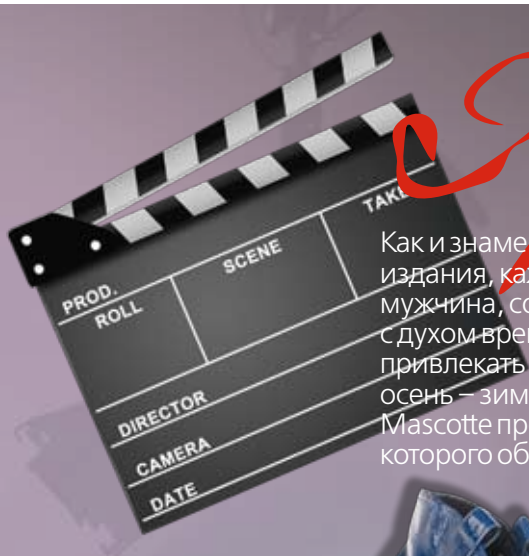 PROD.
ROLL
SCENE
TAKE
DIRECTOR
CAMERA
DATE
Как и знаме
издания, ка
мужчина, со
с духом вре
привлекать
осень – зим
Mascotte пр
которого об